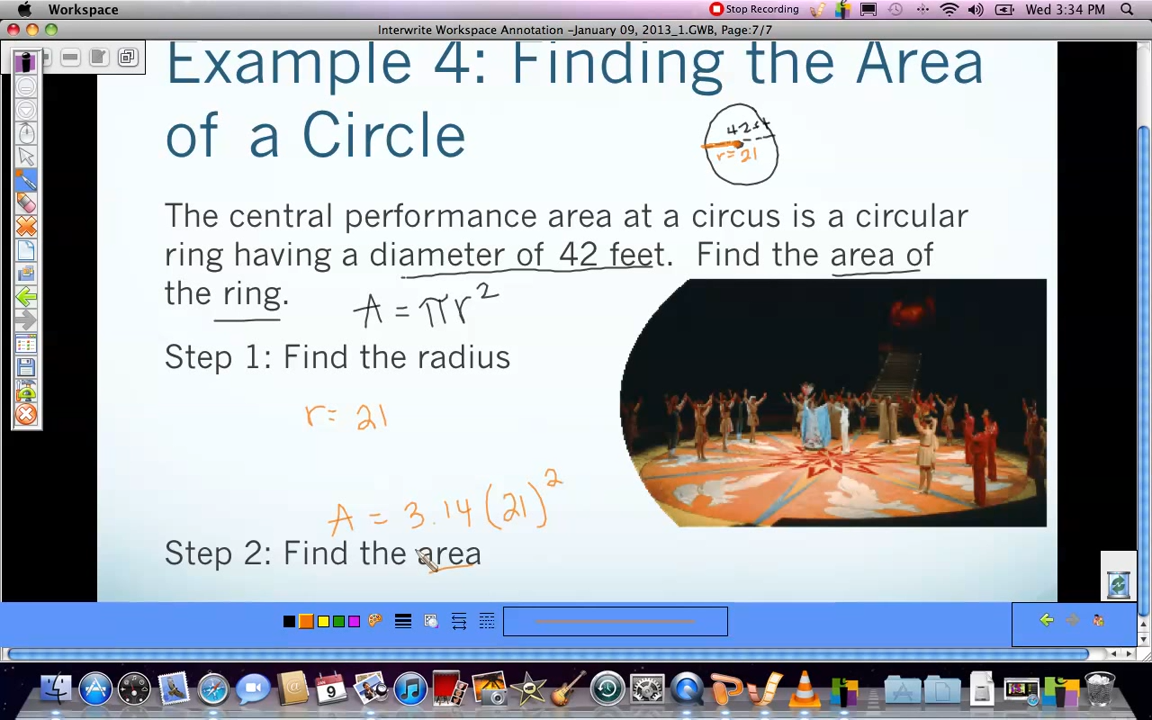 Workspace
Stop Recording
Wed 3:34 PM
Interwrite Workspace Annotation –January 09, 2013_1.GWB, Page:7/7
Example 4: Finding the Area
of a Circle
r= 21
The central performance area at a circus is a circular
ring having a diameter of 42 feet. Find the area of
the ring.
A = πr²
Step 1: Find the radius
r= 21
A = 3.14 (21)²
Step 2: Find the area
9